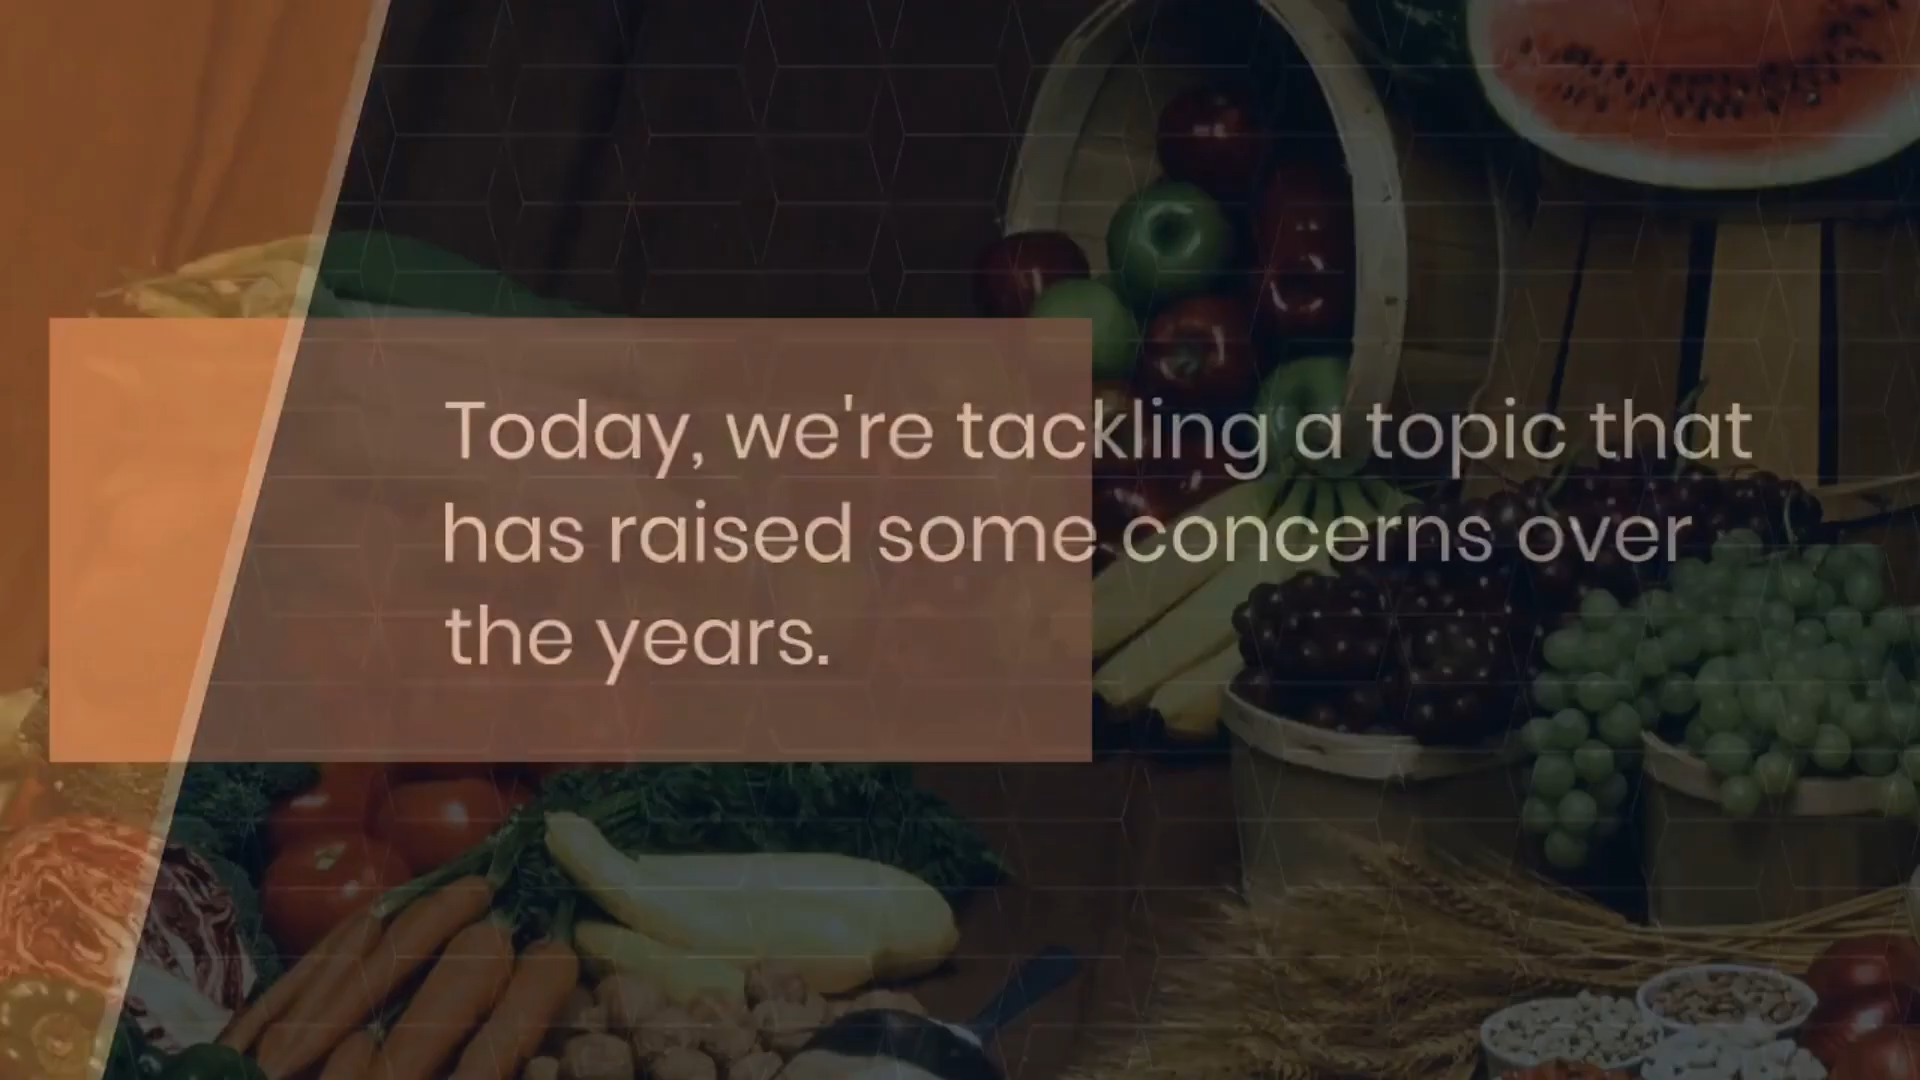 Today, we're tackling a topic that
has raised some concerns over
the years.